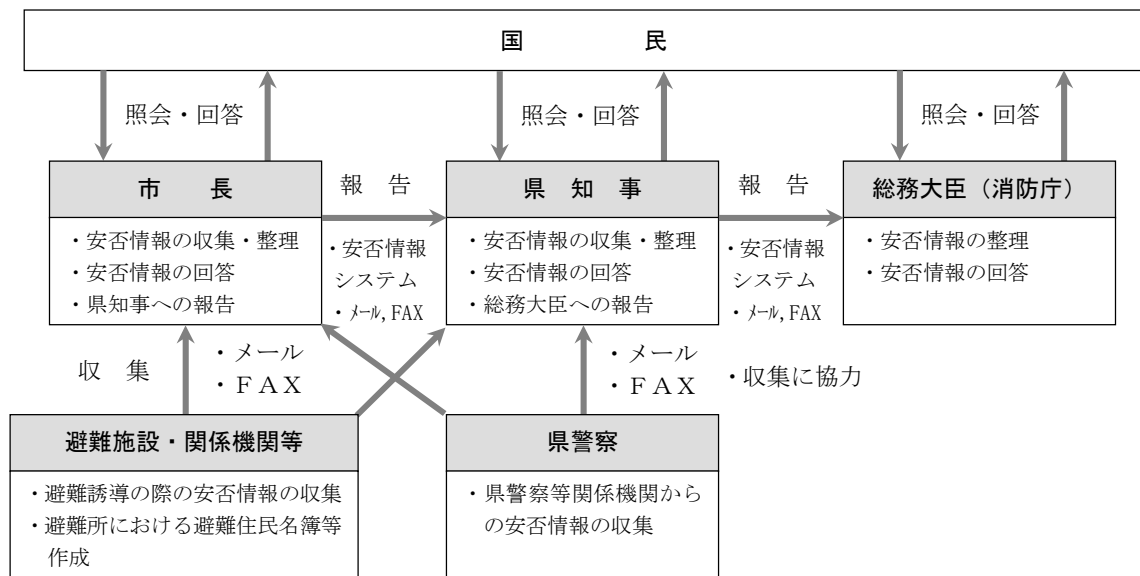 国　　　民
照会・回答
照会・回答
照会・回答
市　長
・安否情報の収集・整理
・安否情報の回答
・県知事への報告
報　告
・安否情報
システム
・メール, FAX
県　知　事
・安否情報の収集・整理
・安否情報の回答
・総務大臣への報告
報　告
・安否情報
システム
・メール, FAX
総務大臣（消防庁）
・安否情報の整理
・安否情報の回答
収　集
・メール
・ＦＡＸ
・メール
・ＦＡＸ
・収集に協力
避難施設・関係機関等
・避難誘導の際の安否情報の収集
・避難所における避難住民名簿等
作成
県警察
・県警察等関係機関から
の安否情報の収集